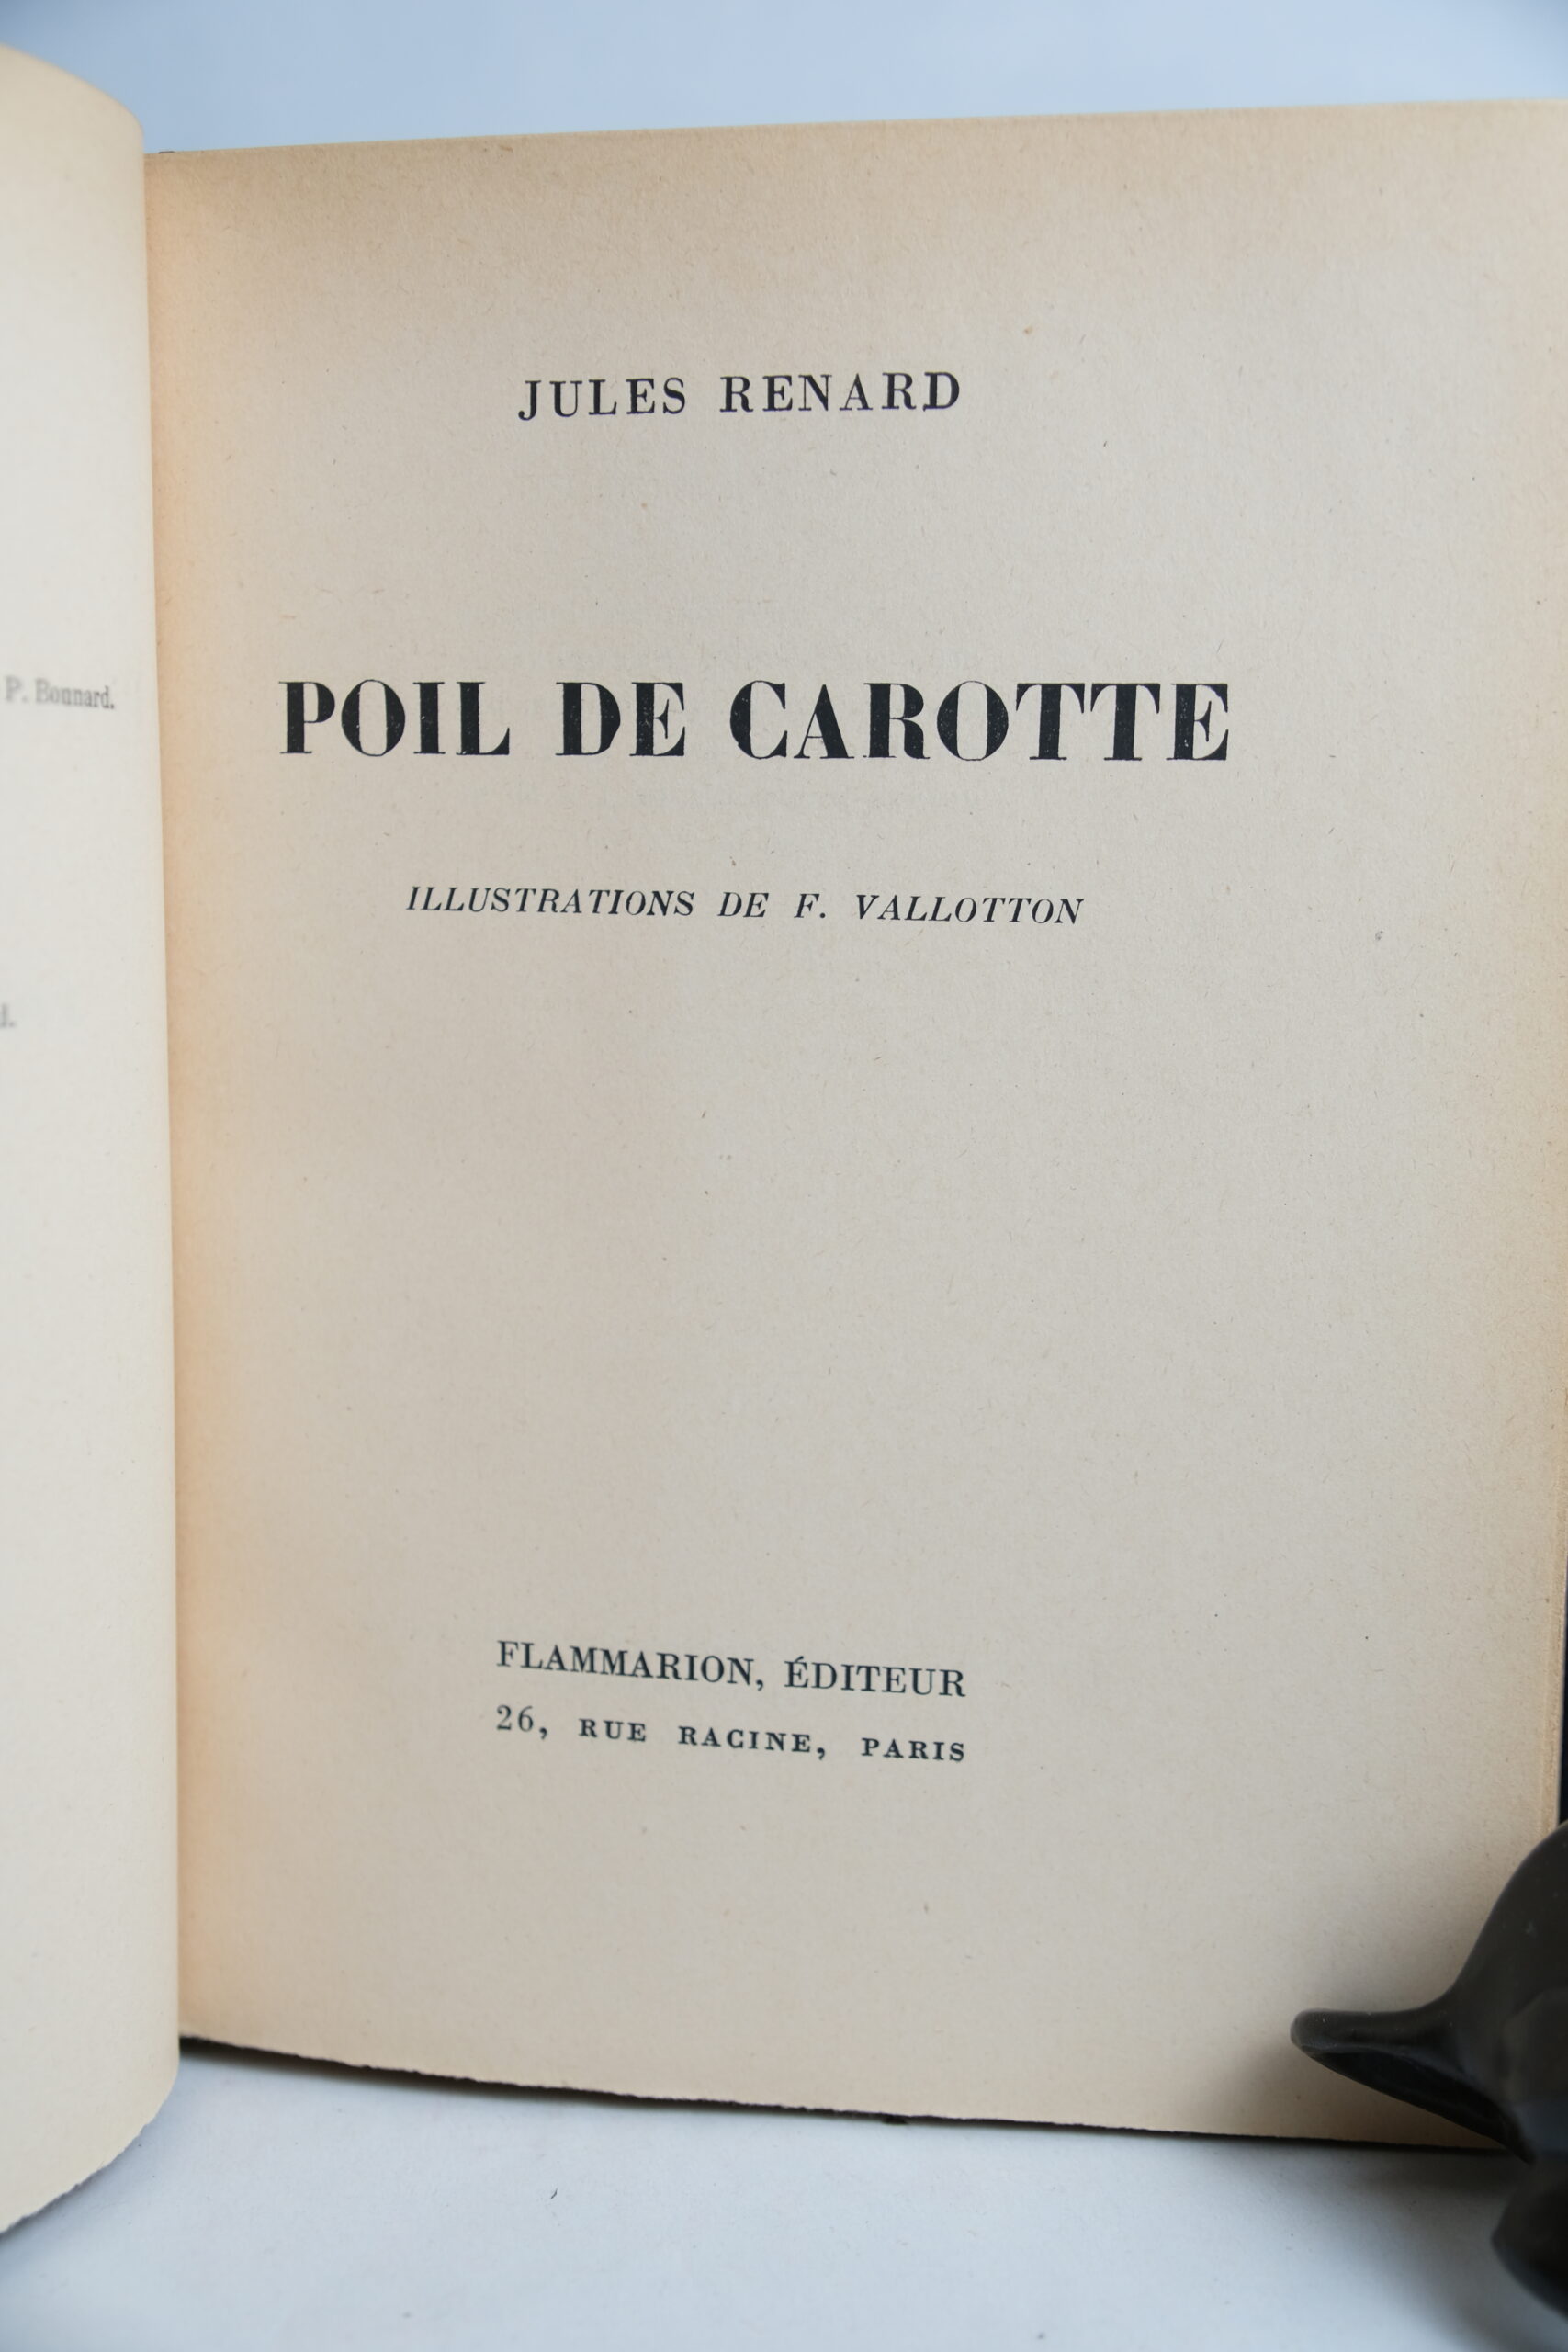 P. Bonnard.
JULES RENARD
POIL DE CAROTTE
ILLUSTRATIONS DE F. VALLOTTON
FLAMMARION, ÉDITEUR
26, RUE RACINE, PARIS